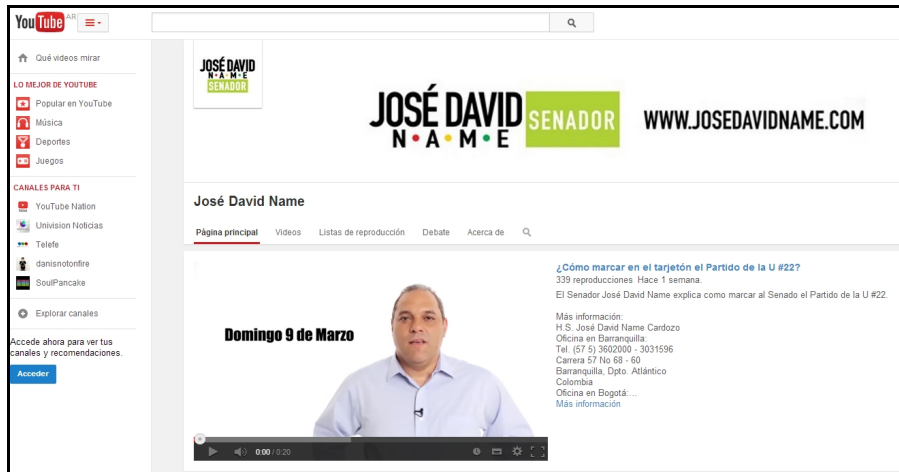 YouTube AR
Qué videos mirar
LO MEJOR DE YOUTUBE
Popular en YouTube
Música
Deportes
Juegos
CANALES PARA TI
YouTube Nation
Univision Noticias
Telefe
danisnotonfire
SoulPancake
Explorar canales
Accede ahora para ver tus
canales y recomendaciones.
Acceder
JOSÉ DAVID
N•A•M•E
SENADOR
JOSÉ DAVID SENADOR
N•A•M•E
WWW.JOSEDAVIDNAME.COM
José David Name
Página principal Videos Listas de reproducción Debate Acerca de
Domingo 9 de Marzo
0:00 / 0:20
¿Cómo marcar en el tarjetón el Partido de la U #22?
339 reproducciones Hace 1 semana.
El Senador José David Name explica como marcar al Senado el Partido de la U #22.
Más información:
H.S. José David Name Cardozo
Oficina en Barranquilla:
Tel. (57 5) 3602000 - 3031596
Carrera 57 No 68 - 60
Barranquilla, Dpto. Atlántico
Colombia
Oficina en Bogotá:...
Más información